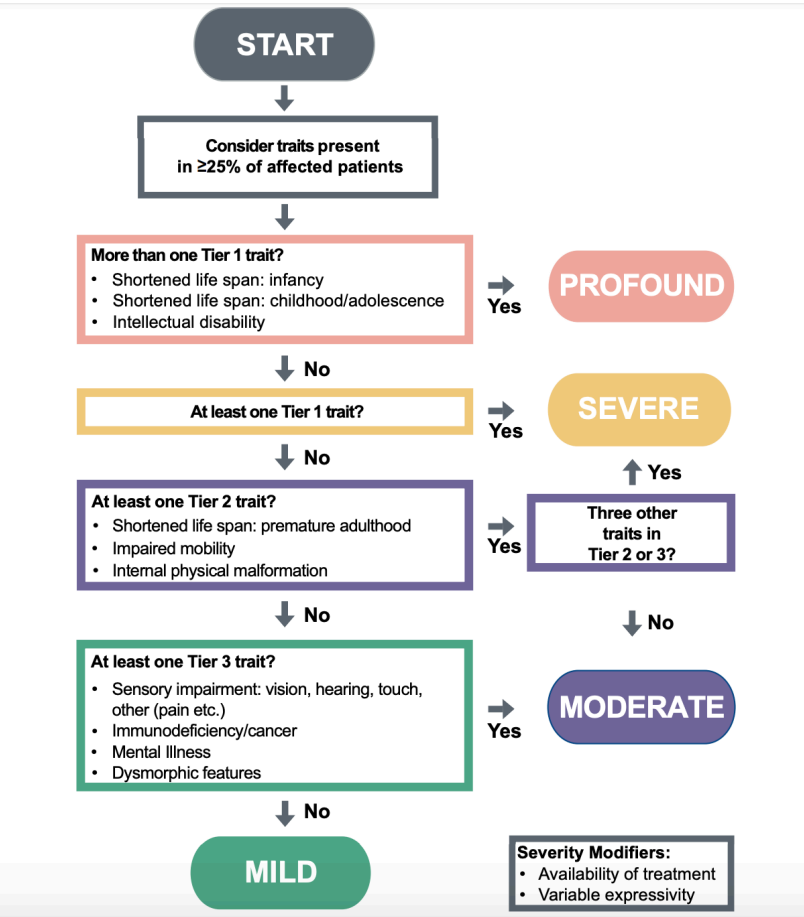 START
Consider traits present
in ≥25% of affected patients
More than one Tier 1 trait?
• Shortened life span: infancy
• Shortened life span: childhood/adolescence
• Intellectual disability
Yes
PROFOUND
No
At least one Tier 1 trait?
Yes
SEVERE
No
Yes
At least one Tier 2 trait?
• Shortened life span: premature adulthood
• Impaired mobility
• Internal physical malformation
Yes
Three other
traits in
Tier 2 or 3?
No
No
At least one Tier 3 trait?
• Sensory impairment: vision, hearing, touch,
other (pain etc.)
• Immunodeficiency/cancer
• Mental Illness
• Dysmorphic features
Yes
MODERATE
No
MILD
Severity Modifiers:
• Availability of treatment
• Variable expressivity